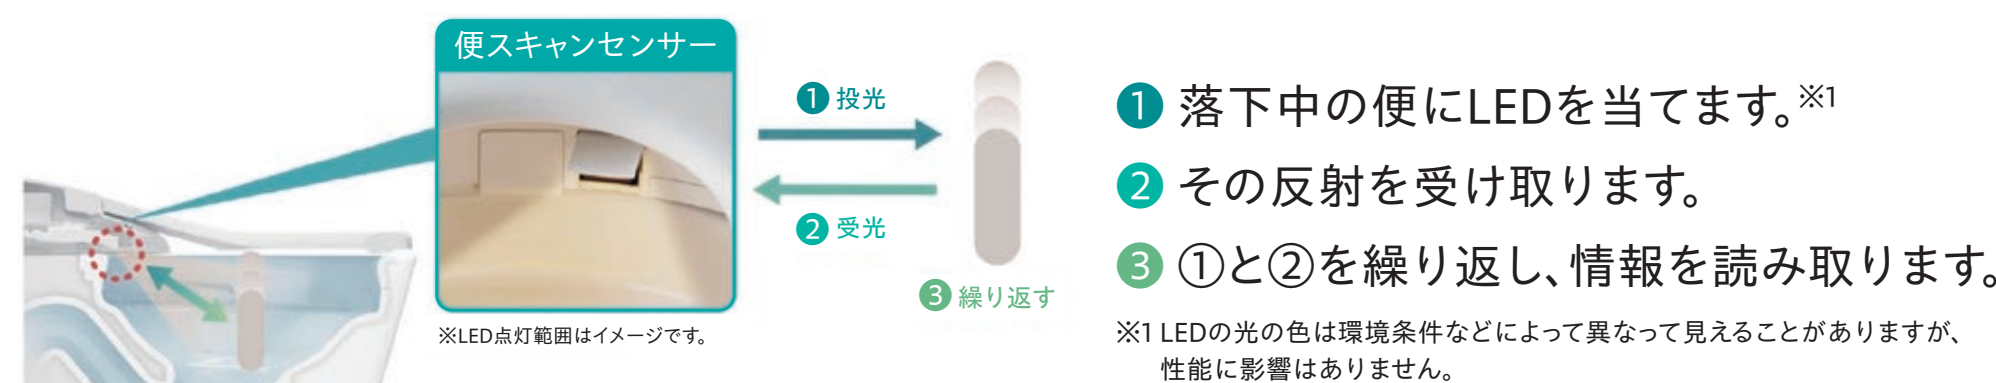 便スキャンセンサー
❶ 投光
❷ 受光
❸ 繰り返す
※LED点灯範囲はイメージです。
❶ 落下中の便にLEDを当てます。※1
❷ その反射を受け取ります。
❸ ①と②を繰り返し、情報を読み取ります。
※1 LEDの光の色は環境条件などによって異なって見えることがありますが、
性能に影響はありません。